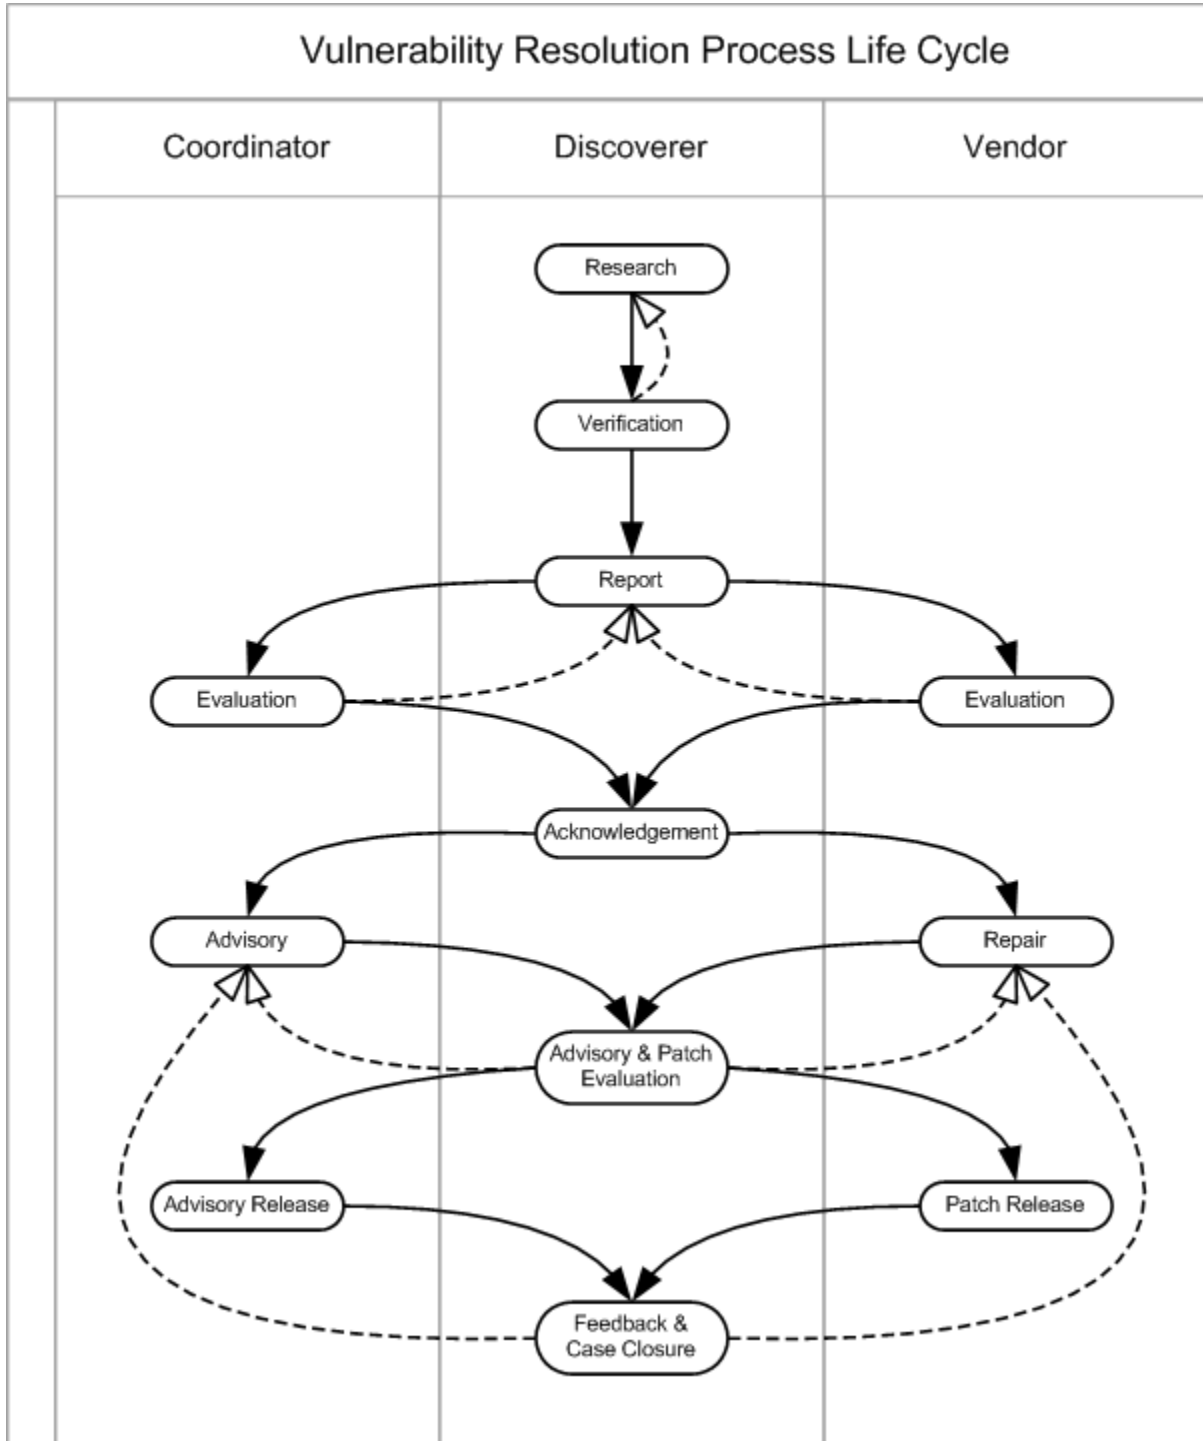 Vulnerability Resolution Process Life Cycle
Coordinator
Discoverer
Vendor
Research
Verification
Report
Evaluation
Evaluation
Acknowledgement
Advisory
Repair
Advisory & Patch
Evaluation
Advisory Release
Patch Release
Feedback &
Case Closure